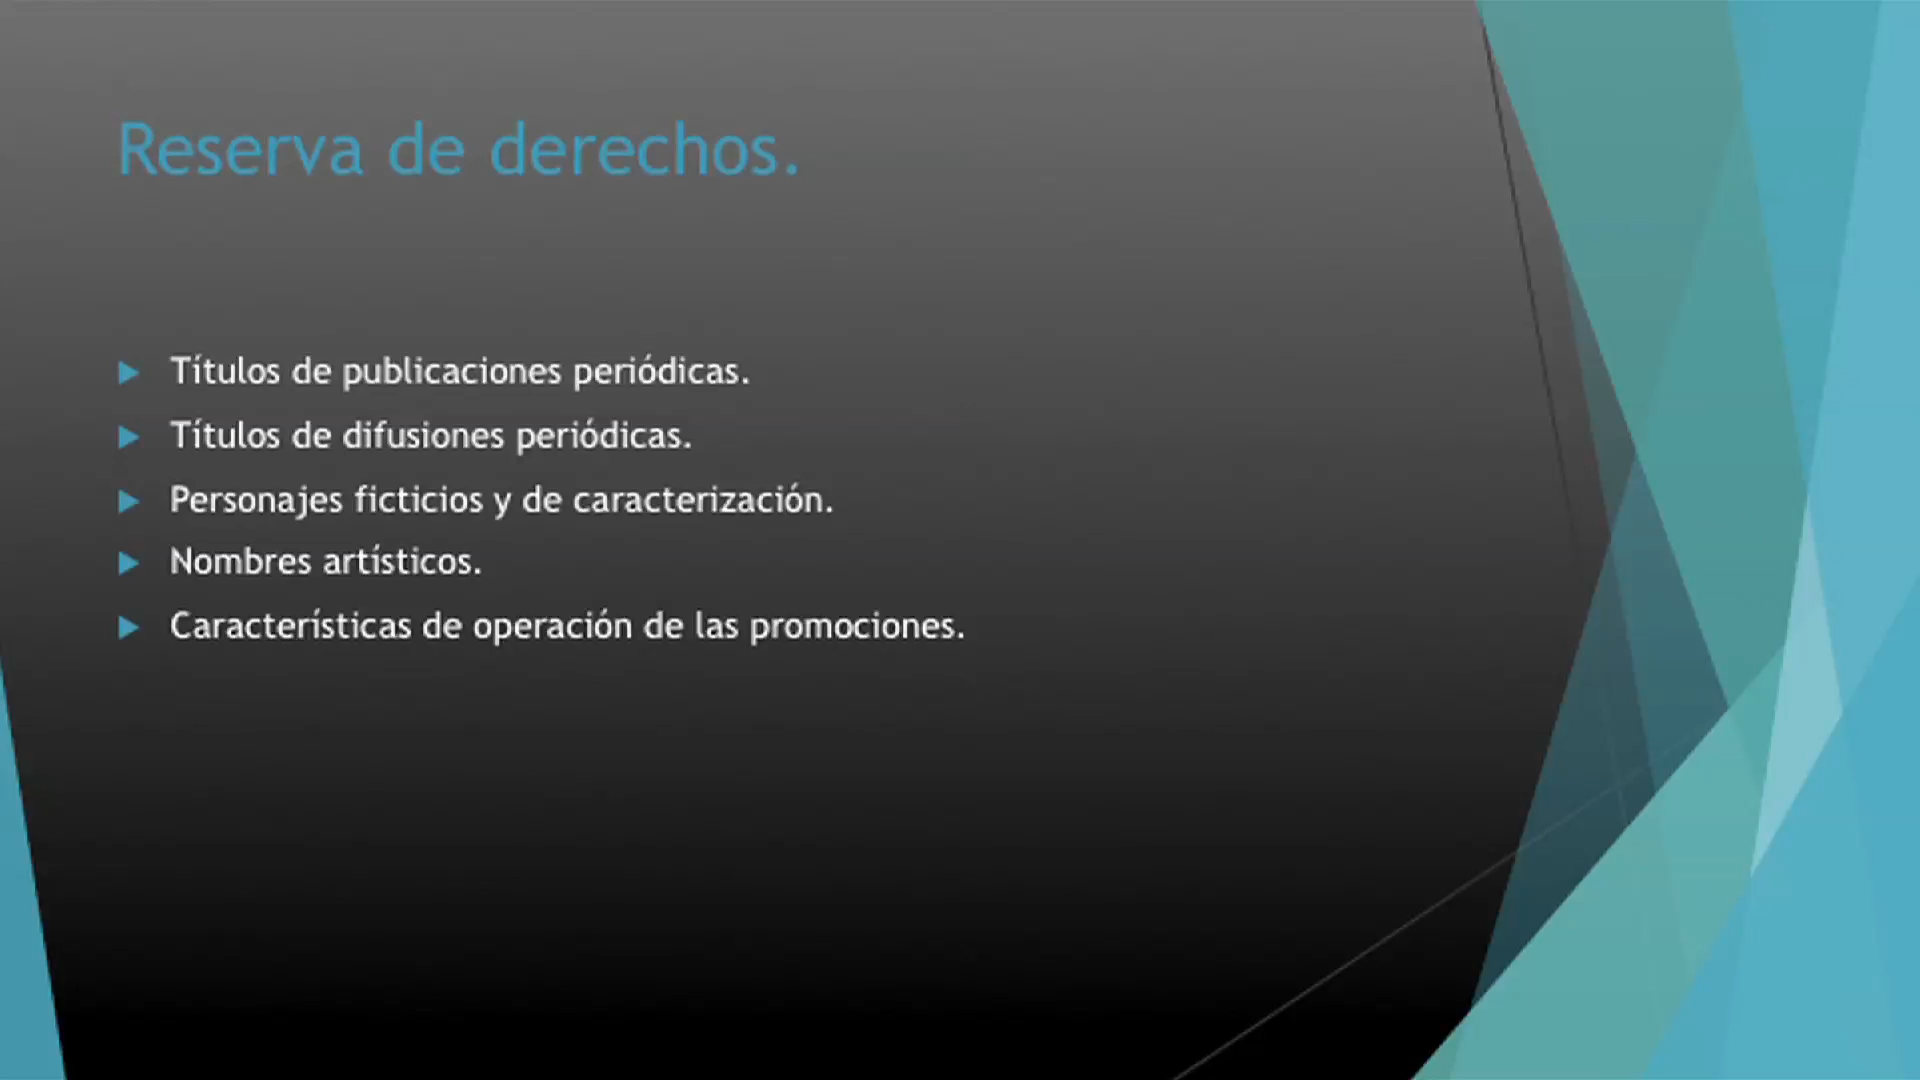 Reserva de derechos.
Títulos de publicaciones periódicas.
Títulos de difusiones periódicas.
Personajes ficticios y de caracterización.
Nombres artísticos.
Características de operación de las promociones.